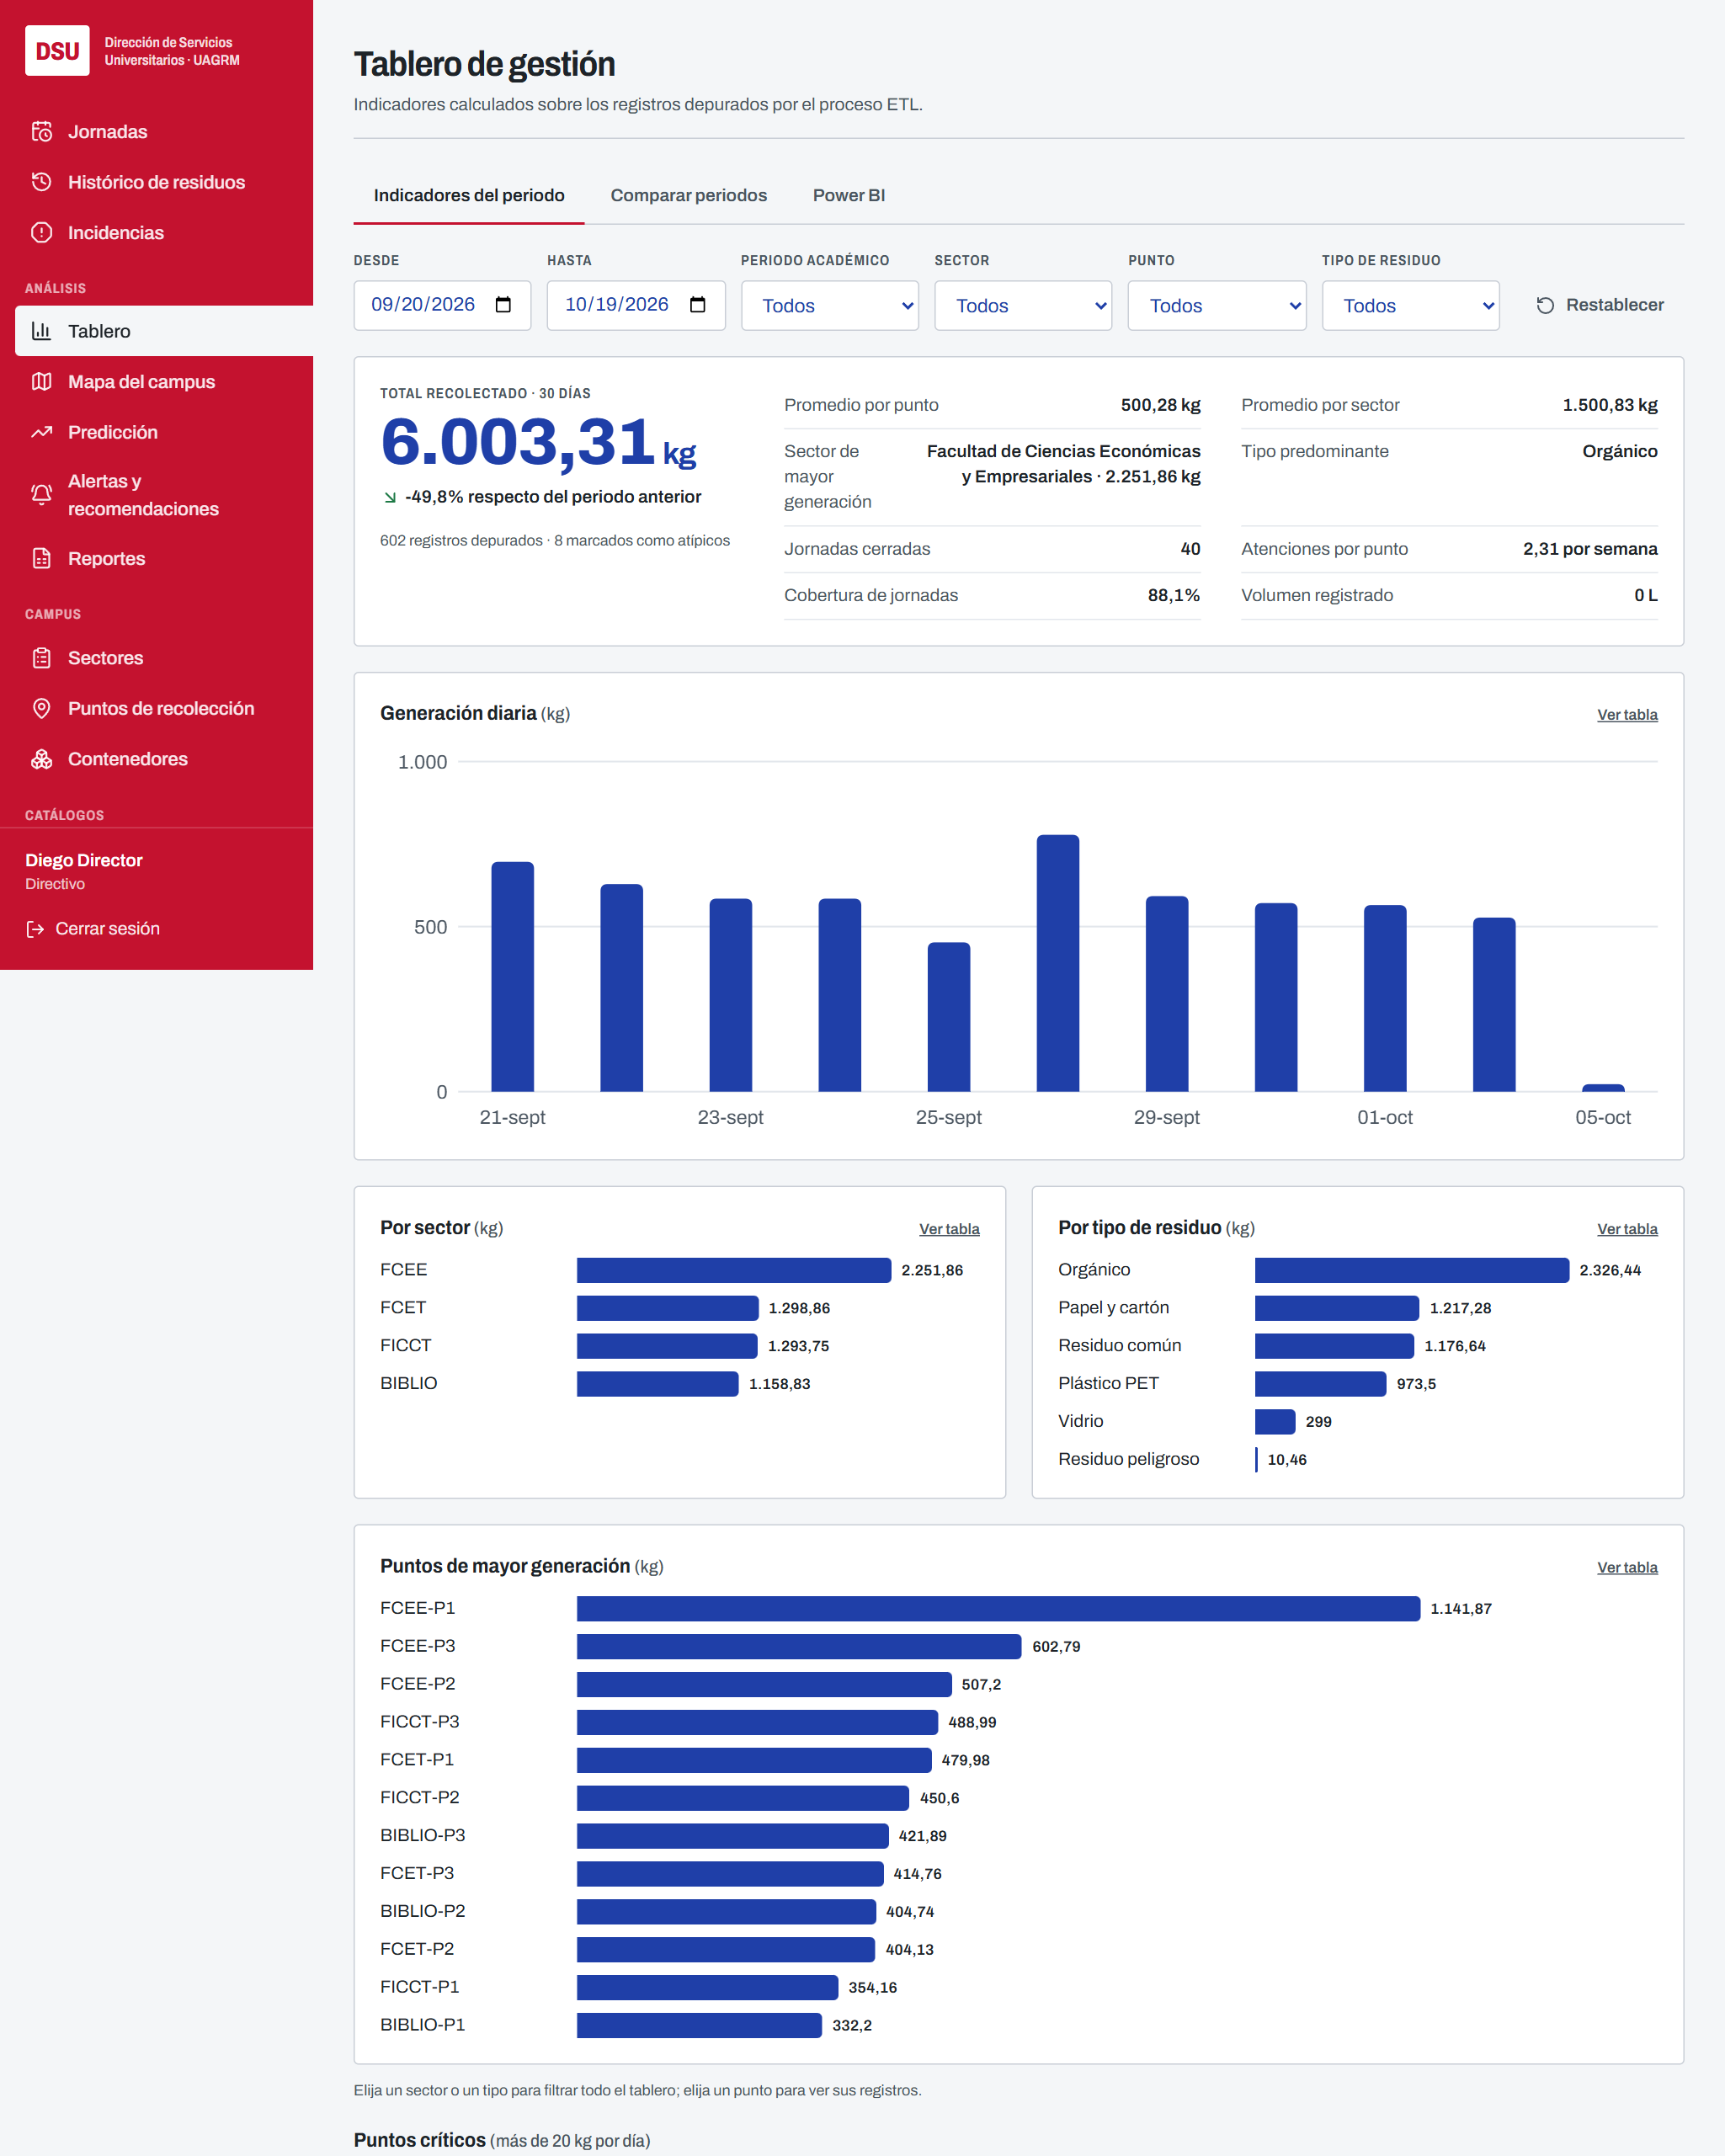 DSU
Dirección de Servicios
Universitarios · UAGRM
Jornadas
Histórico de residuos
Incidencias
ANÁLISIS
Tablero
Mapa del campus
Predicción
Alertas y
recomendaciones
Reportes
CAMPUS
Sectores
Puntos de recolección
Contenedores
CATÁLOGOS
Diego Director
Directivo
Cerrar sesión
Tablero de gestión
Indicadores calculados sobre los registros depurados por el proceso ETL.
Indicadores del periodo
Comparar periodos
Power BI
DESDE
09/20/2026
HASTA
10/19/2026
PERIODO ACADÉMICO
Todos
SECTOR
Todos
PUNTO
Todos
TIPO DE RESIDUO
Todos
Restablecer
TOTAL RECOLECTADO · 30 DÍAS
6.003,31 kg
-49,8% respecto del periodo anterior
602 registros depurados · 8 marcados como atípicos
Promedio por punto 500,28 kg
Promedio por sector 1.500,83 kg
Sector de mayor generación Facultad de Ciencias Económicas y Empresariales · 2.251,86 kg
Tipo predominante Orgánico
Jornadas cerradas 40
Atenciones por punto 2,31 por semana
Cobertura de jornadas 88,1%
Volumen registrado 0 L
Generación diaria (kg)
Ver tabla
1.000
500
0
21-sept 23-sept 25-sept 29-sept 01-oct 05-oct
Por sector (kg)
Ver tabla
FCEE 2.251,86
FCET 1.298,86
FICCT 1.293,75
BIBLIO 1.158,83
Por tipo de residuo (kg)
Ver tabla
Orgánico 2.326,44
Papel y cartón 1.217,28
Residuo común 1.176,64
Plástico PET 973,5
Vidrio 299
Residuo peligroso 10,46
Puntos de mayor generación (kg)
Ver tabla
FCEE-P1 1.141,87
FCEE-P3 602,79
FCEE-P2 507,2
FICCT-P3 488,99
FCET-P1 479,98
FICCT-P2 450,6
BIBLIO-P3 421,89
FCET-P3 414,76
BIBLIO-P2 404,74
FCET-P2 404,13
FICCT-P1 354,16
BIBLIO-P1 332,2
Elija un sector o un tipo para filtrar todo el tablero; elija un punto para ver sus registros.
Puntos críticos (más de 20 kg por día)